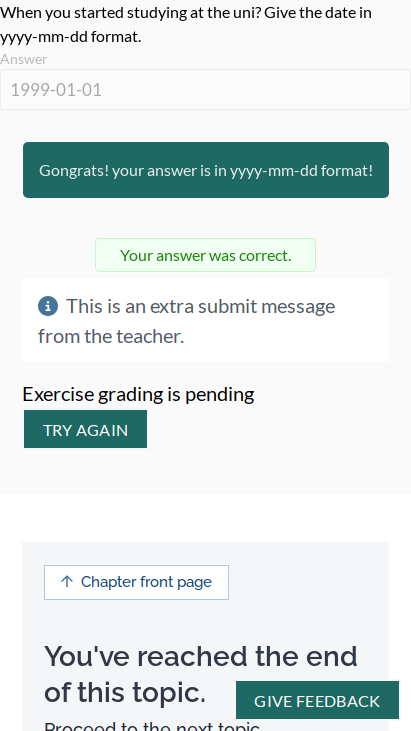 When you started studying at the uni? Give the date in
yyyy-mm-dd format.
Answer
1999-01-01
Gongrats! your answer is in yyyy-mm-dd format!
Your answer was correct.
This is an extra submit message
from the teacher.
Exercise grading is pending
TRY AGAIN
Chapter front page
You've reached the end
of this topic.
GIVE FEEDBACK
Proceed to the next topic